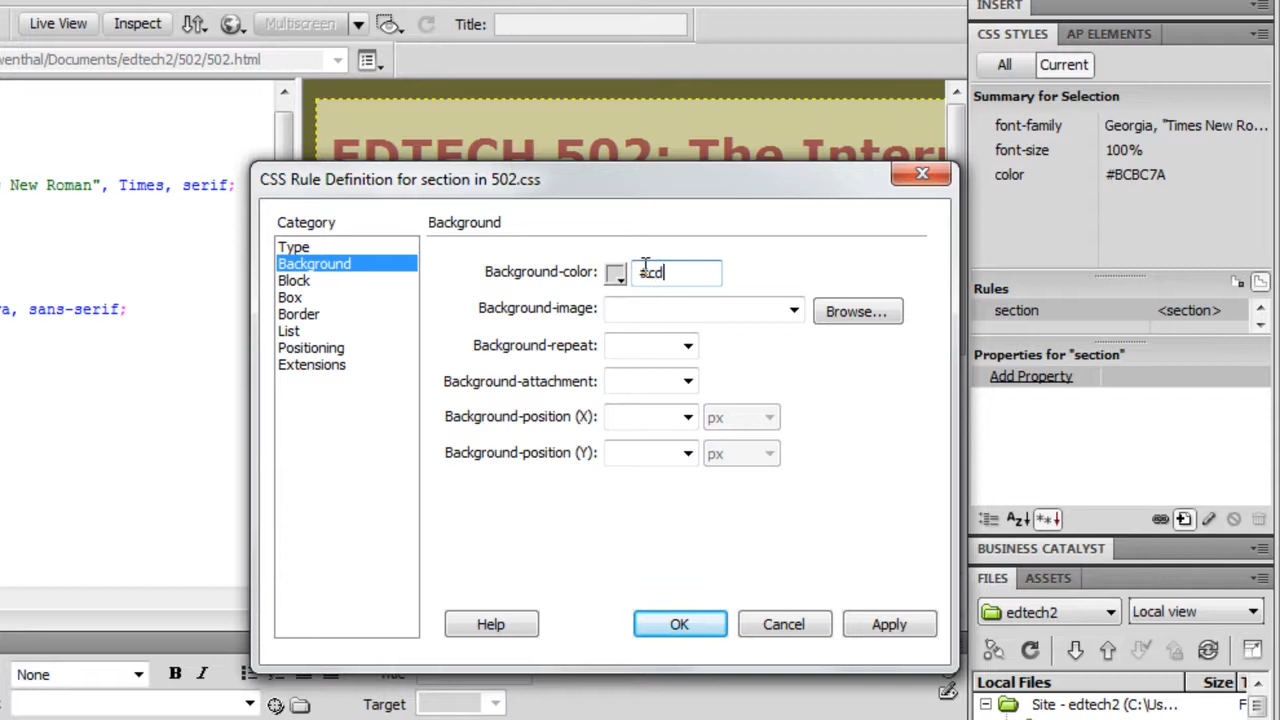 Live View Inspect Multiscreen Title:
INSERT
wenthal/Documents/edtech2/502/502.html
CSS STYLES AP ELEMENTS
All Current
Summary for Selection
font-family Georgia, "Times New Ro...
font-size 100%
color #BCBC7A
EDTECH 502: The Inter
New Roman", Times, serif;
a, sans-serif;
CSS Rule Definition for section in 502.css
Category
Type
Background
Block
Box
Border
List
Positioning
Extensions
Background
Background-color:
Background-image: Browse...
Background-repeat:
Background-attachment:
Background-position (X): px
Background-position (Y): px
Help OK Cancel Apply
Rules
section <section>
Properties for "section"
Add Property
BUSINESS CATALYST
FILES ASSETS
edtech2 Local view
Local Files Size T
Site - edtech2 (C:\Us... F
None B I
Target